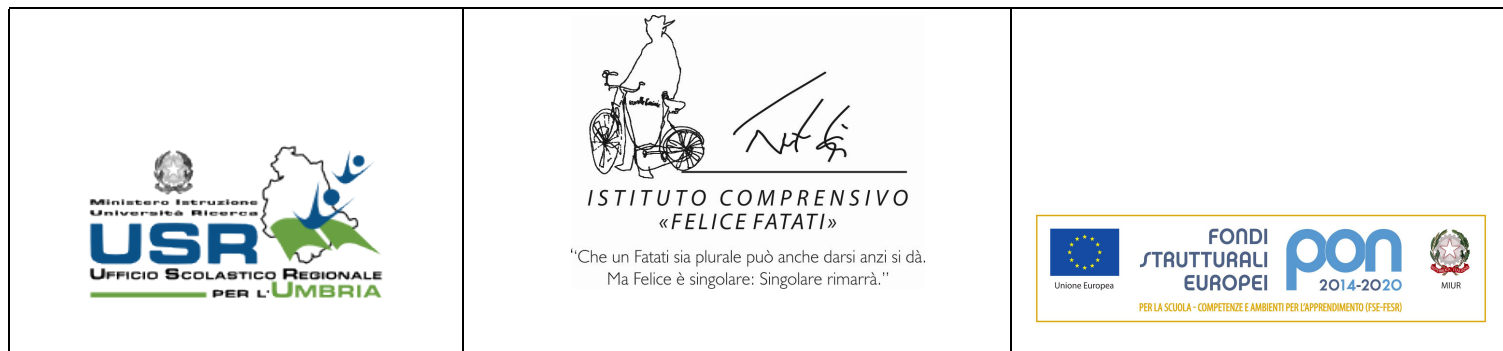 Ministero Istruzione
Università Ricerca
USR
UFFICIO SCOLASTICO REGIONALE
PER L'UMBRIA
ISTITUTO COMPRENSIVO
«FELICE FATATI»
“Che un Fatati sia plurale può anche darsi anzi si dà.
Ma Felice è singolare: Singolare rimarrà.”
Unione Europea
FONDI
STRUTTURALI
EUROPEI
pon
2014-2020
MIUR
PER LA SCUOLA - COMPETENZE E AMBIENTI PER L'APPRENDIMENTO (FSE-FESR)